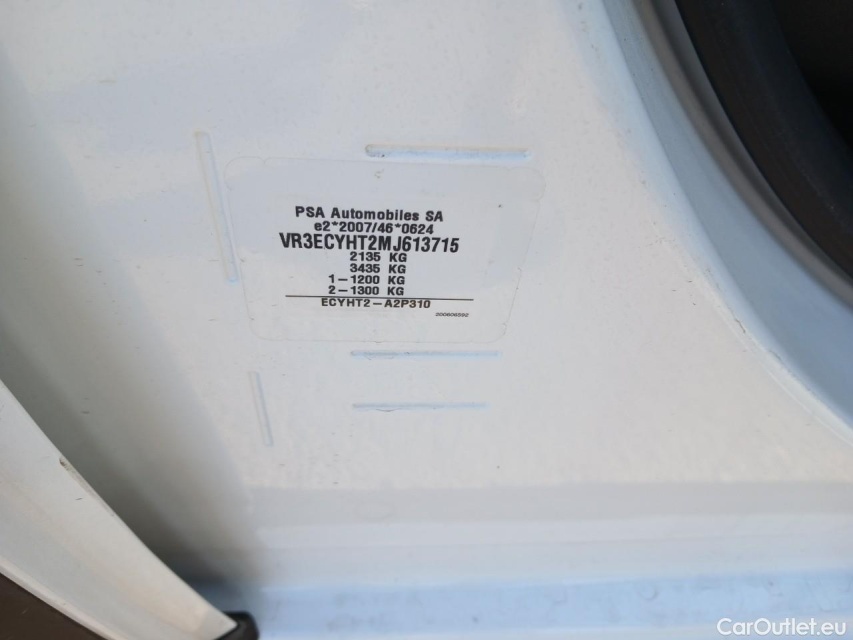 PSA Automobiles SA
e2*2007/46*0624
VR3ECYHT2MJ613715
2135 KG
3435 KG
1-1200 KG
2-1300 KG
ECYHT2-A2P310
200606592
CarOutlet.eu